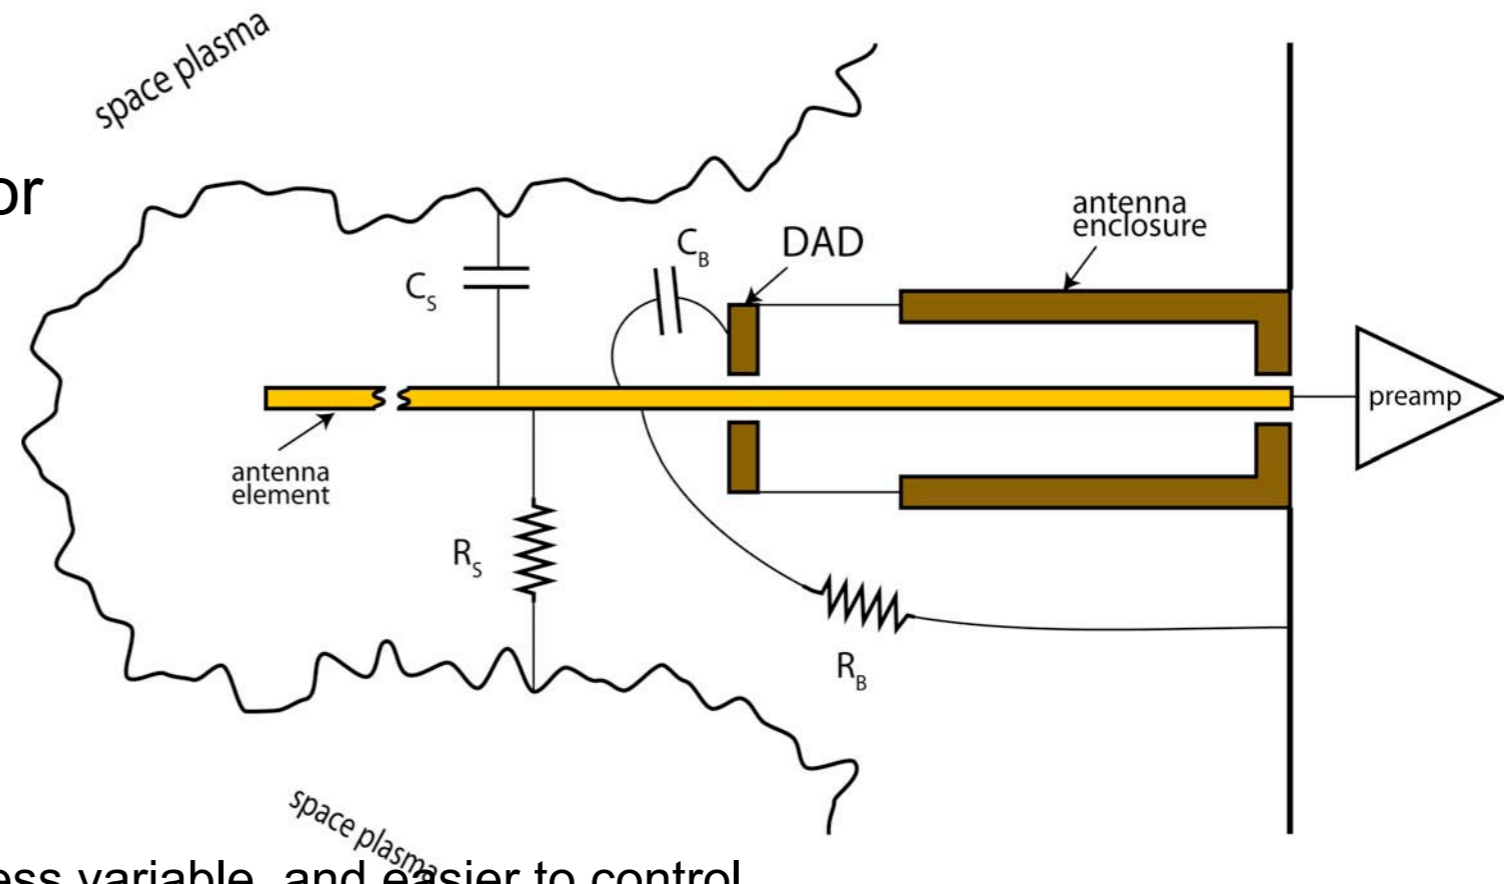 space plasma
or
antenna
enclosure
C_B
DAD
C_S
preamp
antenna
element
R_S
R_B
space plasma
ess variable, and easier to control